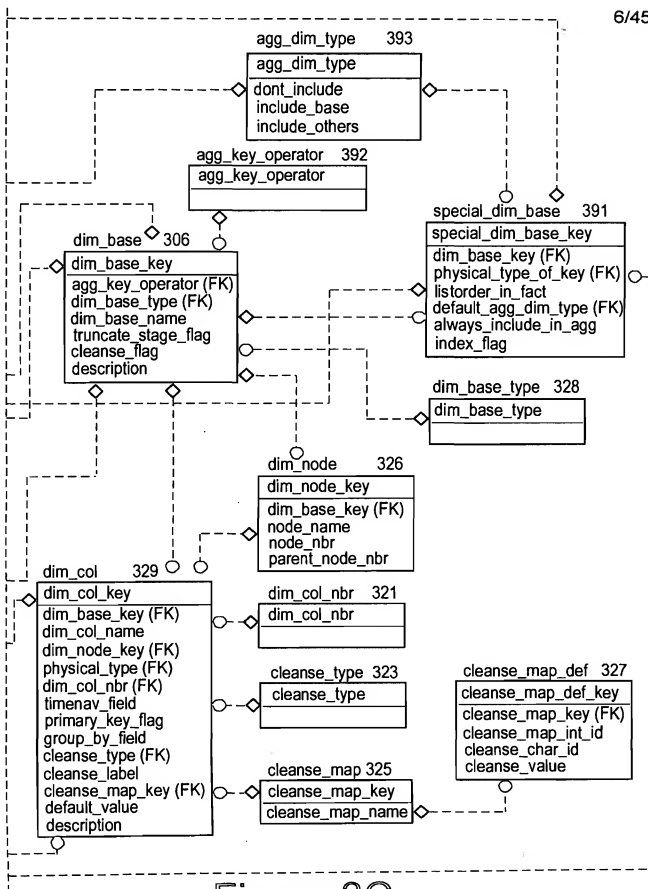 6/45
agg_dim_type 393
agg_dim_type
dont_include
include_base
include_others
agg_key_operator 392
agg_key_operator
special_dim_base 391
special_dim_base_key
dim_base_key (FK)
physical_type_of_key (FK)
listorder_in_fact
default_agg_dim_type (FK)
always_include_in_agg
index_flag
dim_base 306
dim_base_key
agg_key_operator (FK)
dim_base_type (FK)
dim_base_name
truncate_stage_flag
cleanse_flag
description
dim_base_type 328
dim_base_type
dim_node 326
dim_node_key
dim_base_key (FK)
node_name
node_nbr
parent_node_nbr
dim_col 329
dim_col_key
dim_base_key (FK)
dim_col_name
dim_node_key (FK)
physical_type (FK)
dim_col_nbr (FK)
timenav_field
primary_key_flag
group_by_field
cleanse_type (FK)
cleanse_label
cleanse_map_key (FK)
default_value
description
dim_col_nbr 321
dim_col_nbr
cleanse_type 323
cleanse_type
cleanse_map 325
cleanse_map_key
cleanse_map_name
cleanse_map_def 327
cleanse_map_def_key
cleanse_map_key (FK)
cleanse_map_int_id
cleanse_char_id
cleanse_value